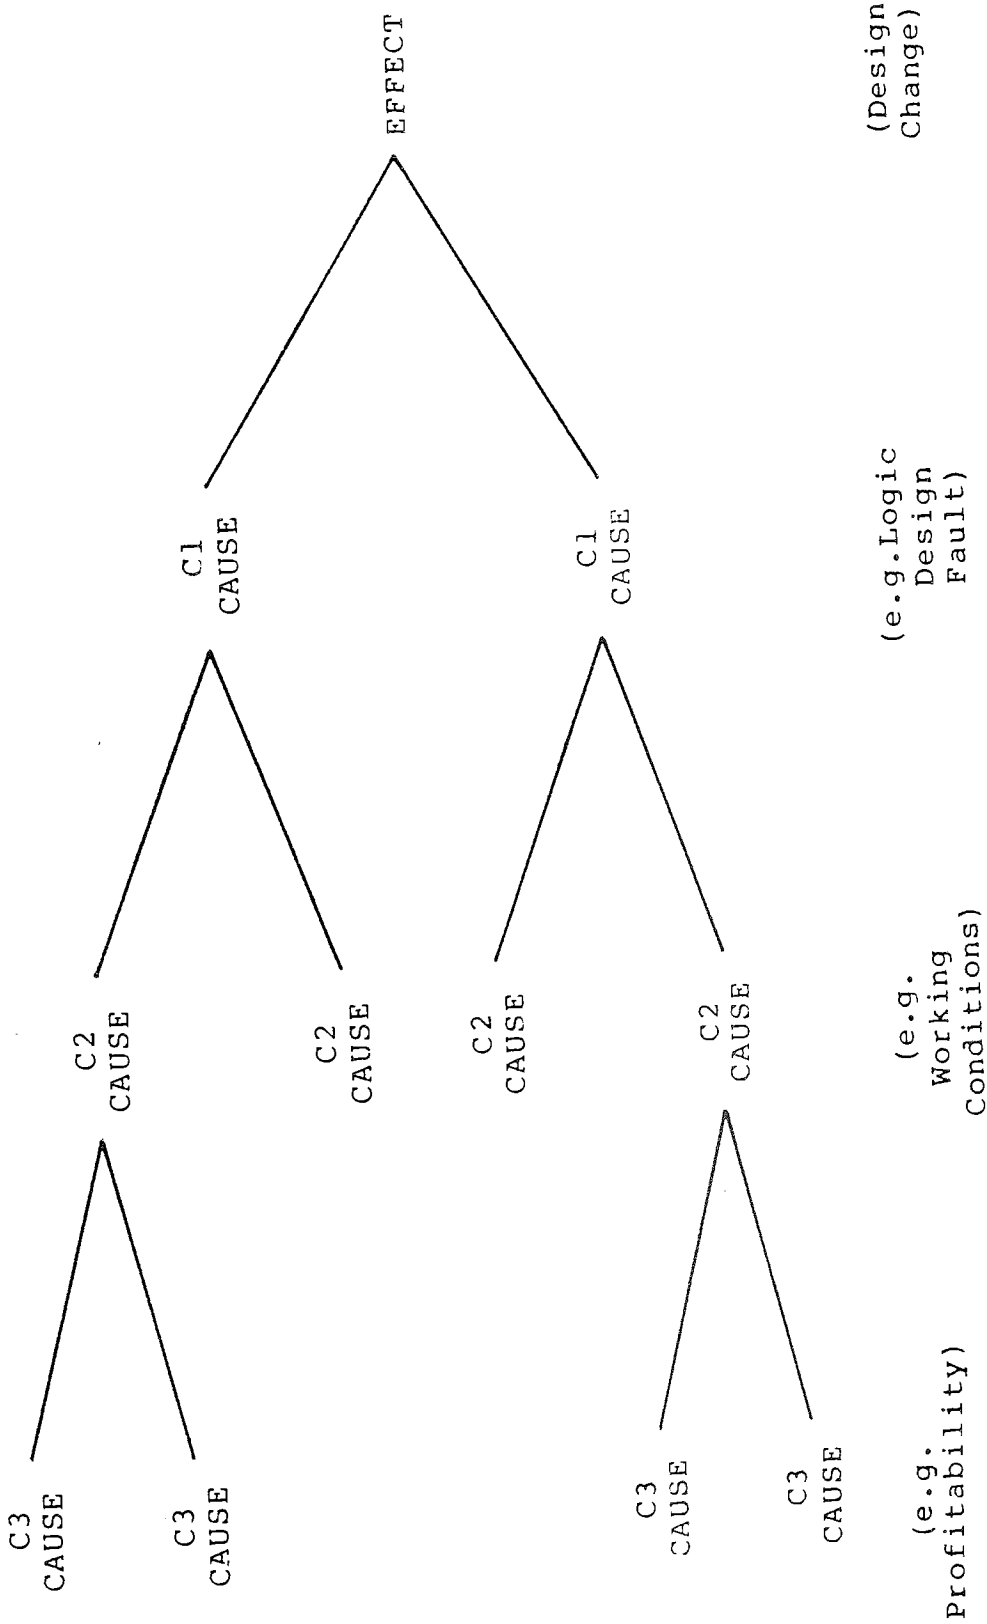 C3
CAUSE
C3
CAUSE
C3
CAUSE
C3
CAUSE
(e.g.
Profitability)
C2
CAUSE
C2
CAUSE
C2
CAUSE
C2
CAUSE
(e.g.
Working
Conditions)
C1
CAUSE
C1
CAUSE
(e.g.Logic
Design
Fault)
EFFECT
(Design
Change)